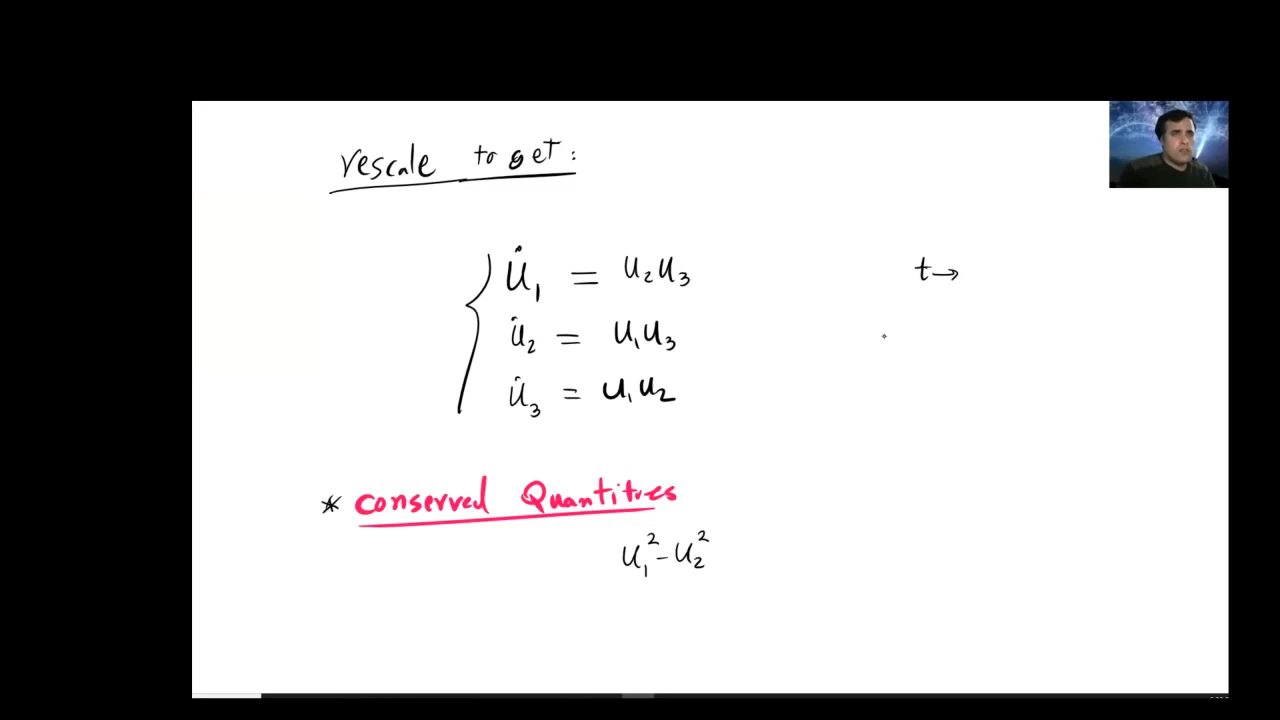 rescale to get:
u̇₁ = u₂u₃
t→
u̇₂ = u₁u₃
u̇₃ = u₁u₂
* Conserved Quantities
u₁² - u₂²